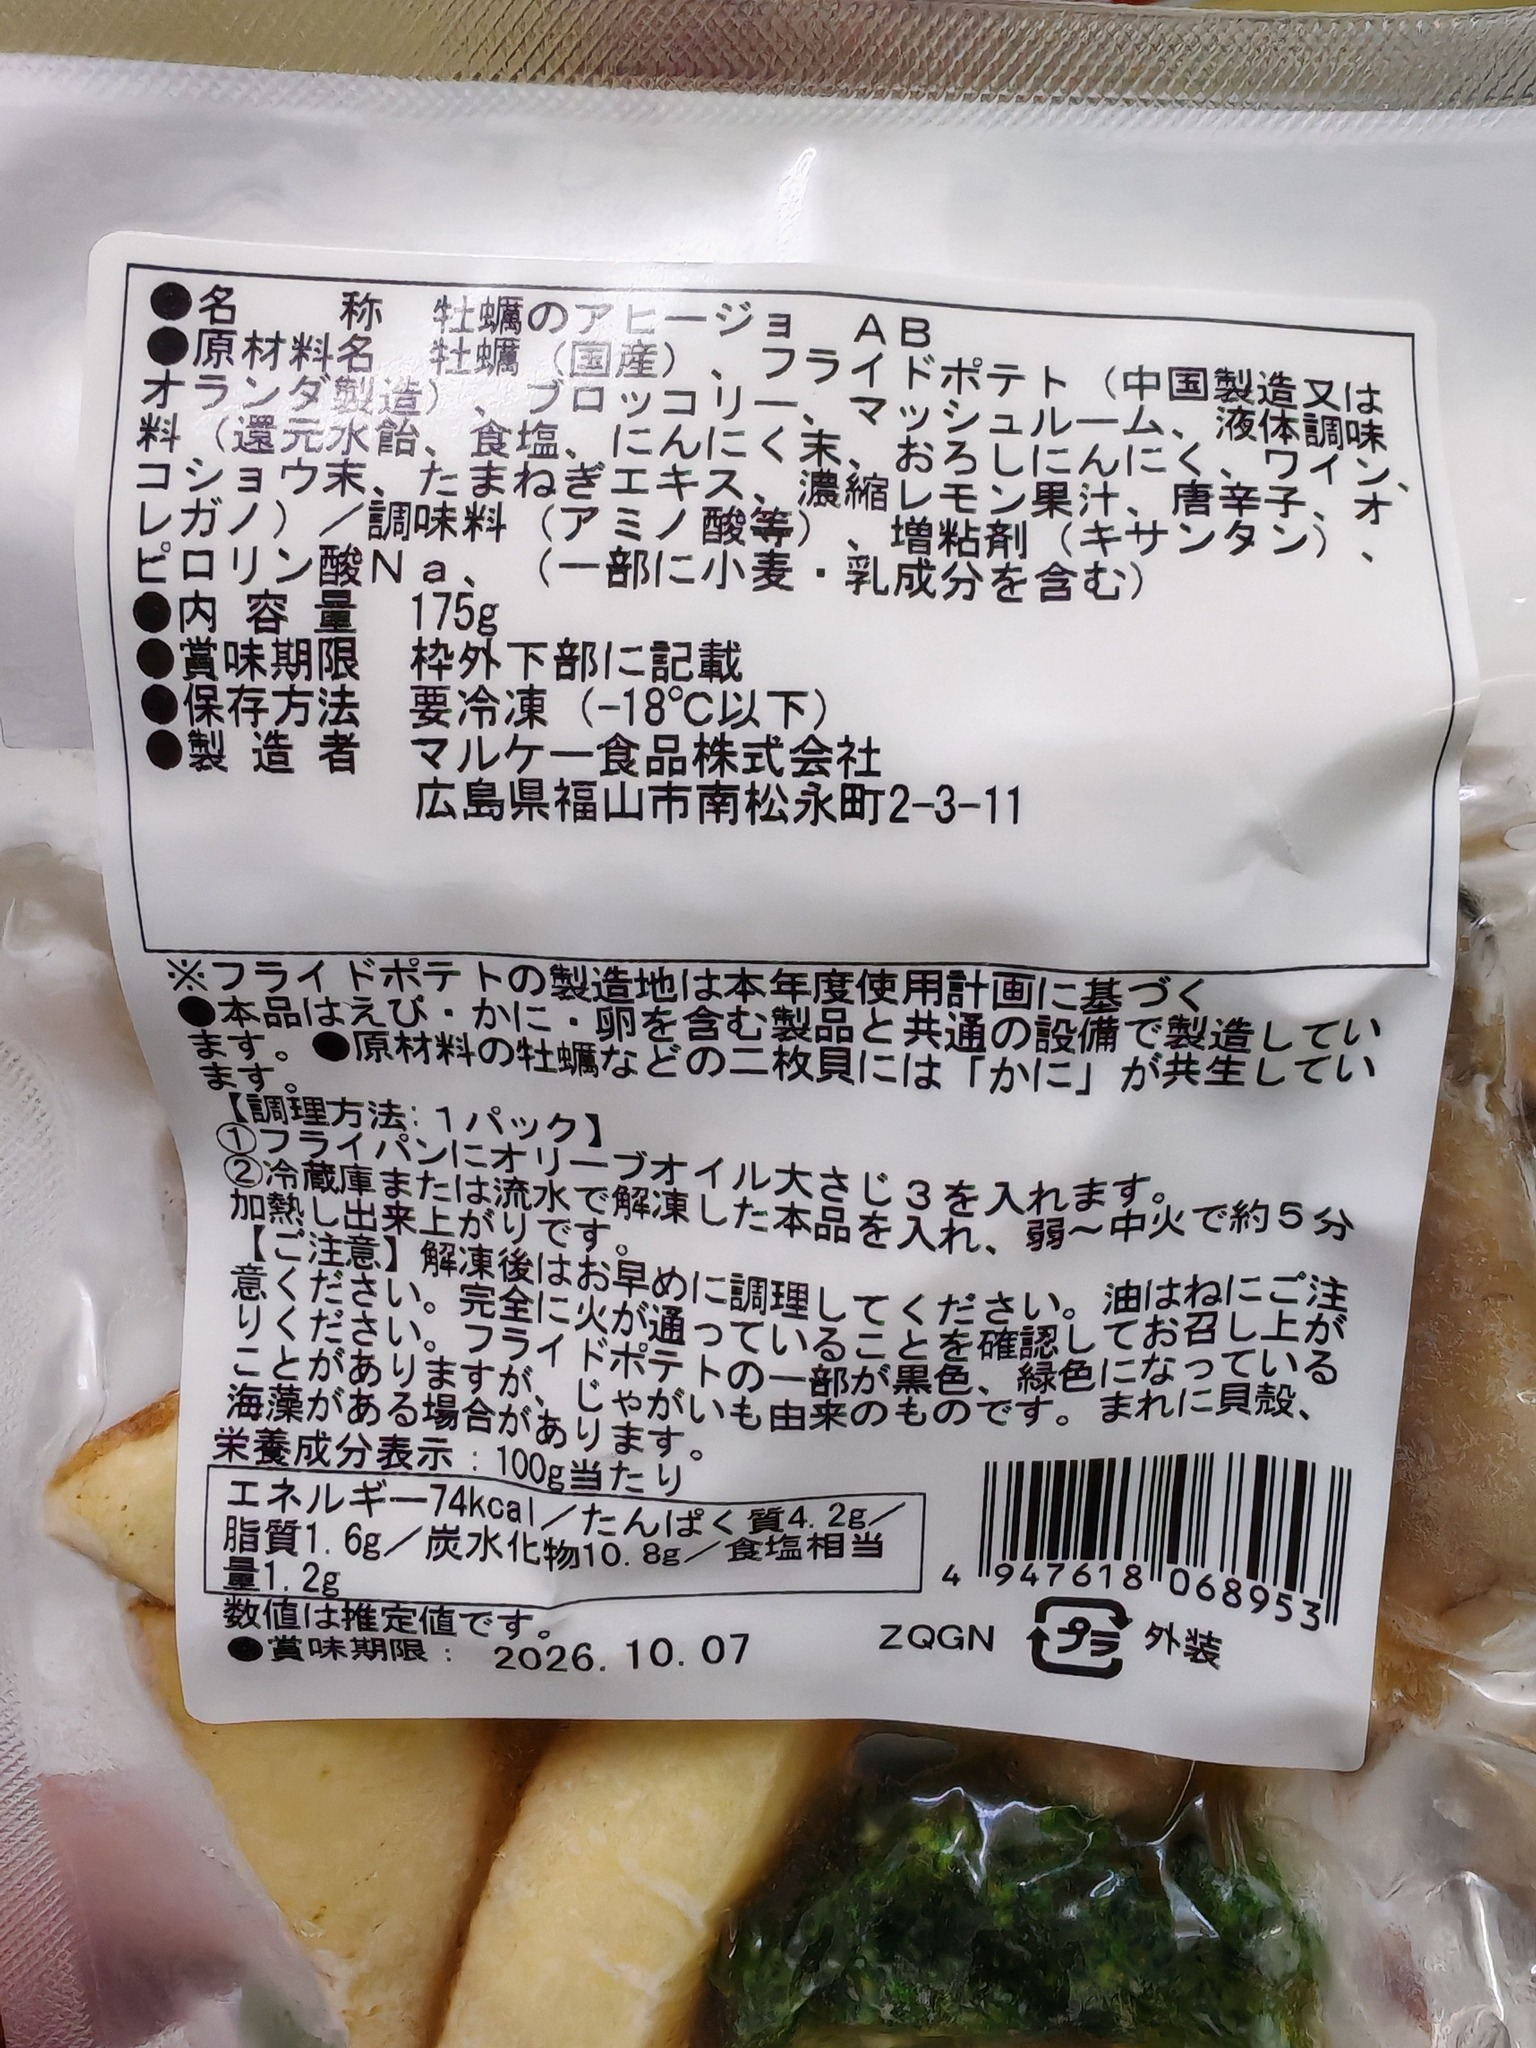 ●名　　称　牡蠣のアヒージョ　ＡＢ
●原材料名　牡蠣（国産）、フライドポテト（中国製造又は
オランダ製造）、ブロッコリー、マッシュルーム、液体調味
料（還元水飴、食塩、にんにく末、おろしにんにく、ワイン、
コショウ末、たまねぎエキス、濃縮レモン果汁、唐辛子、オ
レガノ）／調味料（アミノ酸等）、増粘剤（キサンタン）、
ピロリン酸Ｎａ、（一部に小麦・乳成分を含む）
●内 容 量　175g
●賞味期限　枠外下部に記載
●保存方法　要冷凍（-18℃以下）
●製 造 者　マルケー食品株式会社
広島県福山市南松永町2-3-11
※フライドポテトの製造地は本年度使用計画に基づく
●本品はえび・かに・卵を含む製品と共通の設備で製造してい
ます。●原材料の牡蠣などの二枚貝には「かに」が共生してい
ます。
【調理方法:１パック】
①フライパンにオリーブオイル大さじ３を入れます。
②冷蔵庫または流水で解凍した本品を入れ、弱～中火で約５分
加熱し出来上がりです。
【ご注意】解凍後はお早めに調理してください。油はねにご注
意ください。完全に火が通っていることを確認してお召し上が
りください。フライドポテトの一部が黒色、緑色になっている
ことがありますが、じゃがいも由来のものです。まれに貝殻、
海藻がある場合があります。
栄養成分表示：100g当たり
エネルギー74kcal／たんぱく質4.2g／
脂質1.6g／炭水化物10.8g／食塩相当
量1.2g
数値は推定値です。
4 947618 068953
●賞味期限： 2026.10.07
ZQGN プラ 外装